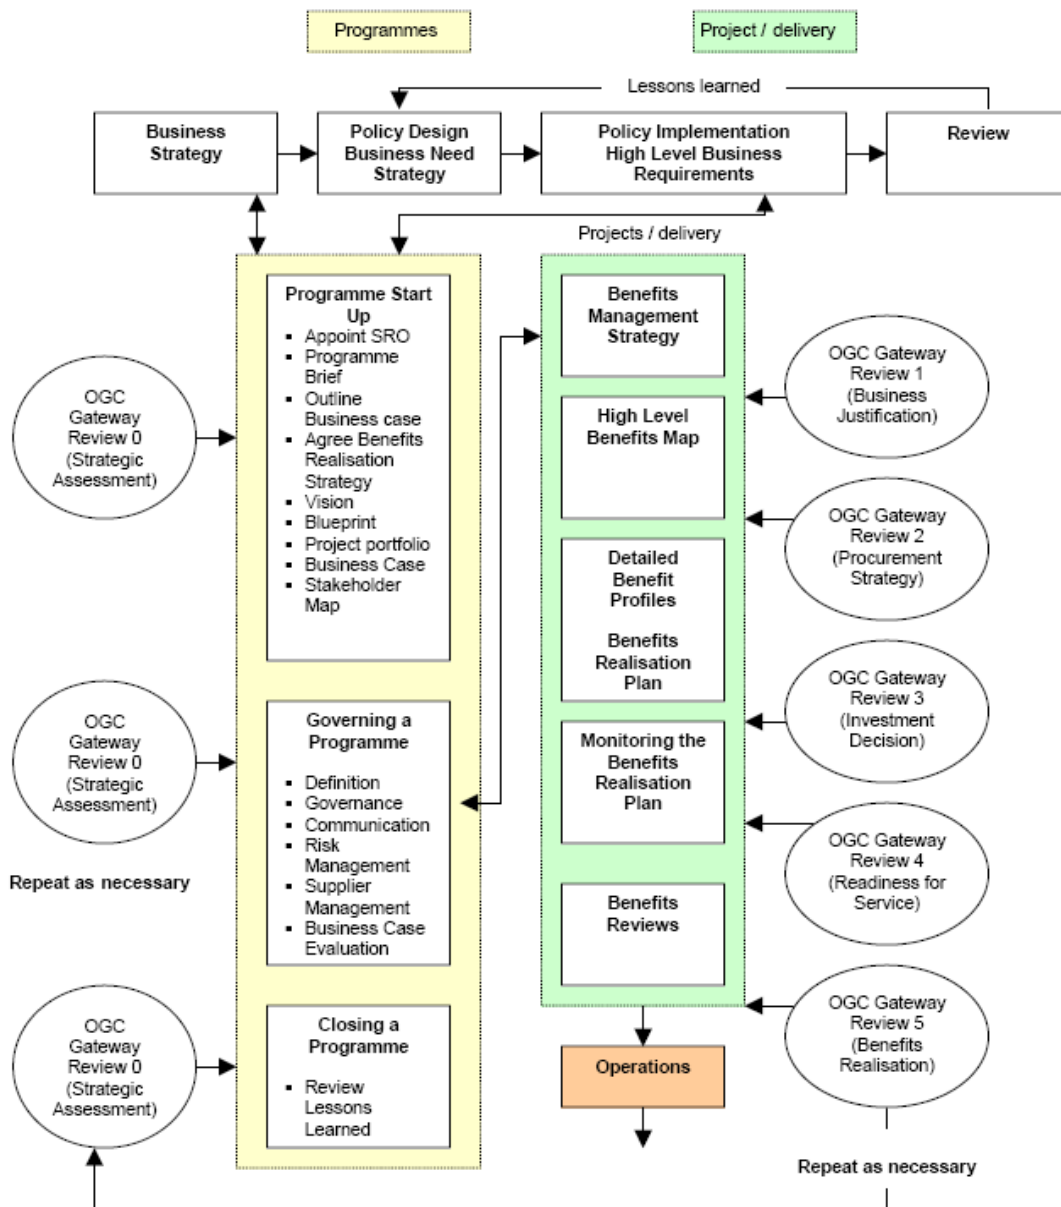 Programmes
Project / delivery
Lessons learned
Business
Strategy
Policy Design
Business Need
Strategy
Policy Implementation
High Level Business
Requirements
Review
Projects / delivery
Programme Start
Up
▪ Appoint SRO
▪ Programme
Brief
▪ Outline
Business case
▪ Agree Benefits
Realisation
Strategy
▪ Vision
▪ Blueprint
▪ Project portfolio
▪ Business Case
▪ Stakeholder
Map
OGC
Gateway
Review 0
(Strategic
Assessment)
Governing a
Programme
▪ Definition
▪ Governance
▪ Communication
▪ Risk
Management
▪ Supplier
Management
▪ Business Case
Evaluation
OGC
Gateway
Review 0
(Strategic
Assessment)
Repeat as necessary
Closing a
Programme
▪ Review
Lessons
Learned
OGC
Gateway
Review 0
(Strategic
Assessment)
Benefits
Management
Strategy
High Level
Benefits Map
Detailed
Benefit
Profiles
Benefits
Realisation
Plan
Monitoring the
Benefits
Realisation
Plan
Benefits
Reviews
Operations
OGC Gateway
Review 1
(Business
Justification)
OGC Gateway
Review 2
(Procurement
Strategy)
OGC Gateway
Review 3
(Investment
Decision)
OGC Gateway
Review 4
(Readiness for
Service)
OGC Gateway
Review 5
(Benefits
Realisation)
Repeat as necessary